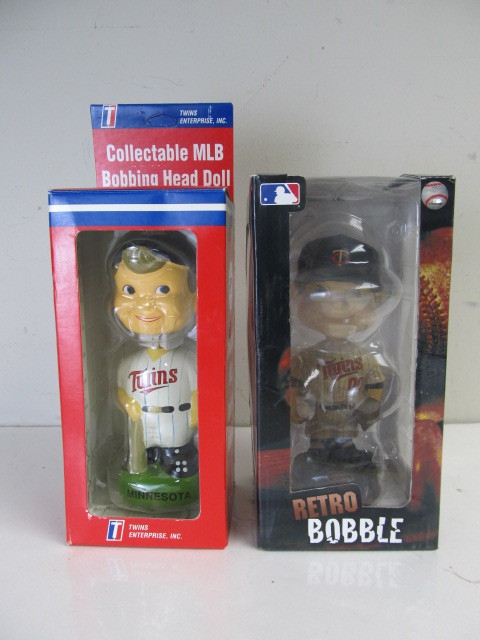 TWINS
ENTERPRISE, INC.
Collectable MLB
Bobbing Head Doll
Twins
MINNESOTA
TWINS
ENTERPRISE, INC.
Twins
RETRO
BOBBLE